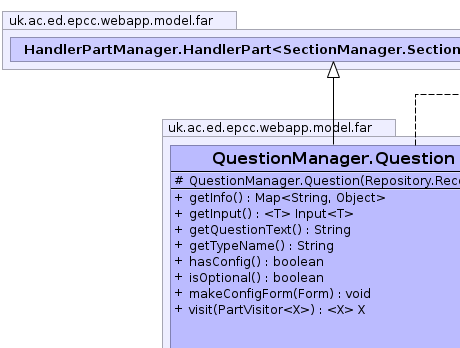 uk.ac.ed.epcc.webapp.model.far
HandlerPartManager.HandlerPart<SectionManager.Section
uk.ac.ed.epcc.webapp.model.far
QuestionManager.Question
# QuestionManager.Question(Repository.Reco
+ getInfo() : Map<String, Object>
+ getInput() : <T> Input<T>
+ getQuestionText() : String
+ getTypeName() : String
+ hasConfig() : boolean
+ isOptional() : boolean
+ makeConfigForm(Form) : void
+ visit(PartVisitor<X>) : <X> X